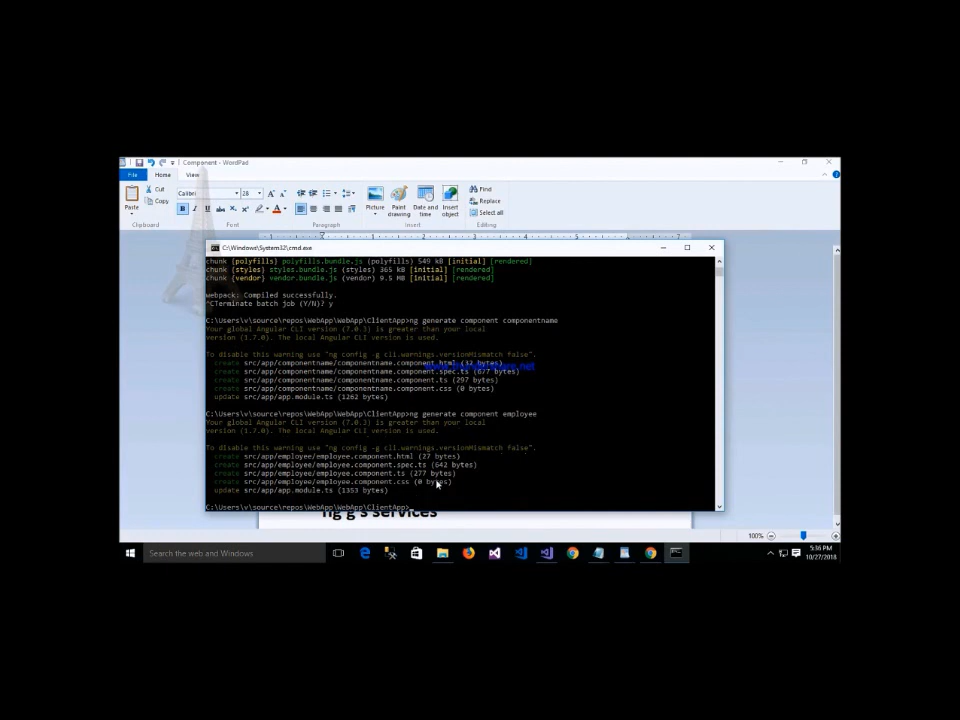 Component - WordPad
File Home View
Cut
Copy
Paste
Clipboard
Calibri 28
Font
Paragraph
Picture
Paint drawing
Date and time
Insert object
Insert
Find
Replace
Select all
Editing
C:\Windows\System32\cmd.exe
chunk {polyfills} polyfills.bundle.js (polyfills) 549 kB [initial] [rendered]
chunk {styles} styles.bundle.js (styles) 365 kB [initial] [rendered]
chunk {vendor} vendor.bundle.js (vendor) 9.5 MB [initial] [rendered]
webpack: Compiled successfully.
^CTerminate batch job (Y/N)? y
C:\Users\v\source\repos\WebApp\WebApp\ClientApp>ng generate component componentname
Your global Angular CLI version (7.0.3) is greater than your local
version (1.7.0). The local Angular CLI version is used.
To disable this warning use "ng config -g cli.warnings.versionMismatch false".
create src/app/componentname/componentname.component.html (32 bytes)
create src/app/componentname/componentname.component.spec.ts (677 bytes)
create src/app/componentname/componentname.component.ts (297 bytes)
create src/app/componentname/componentname.component.css (0 bytes)
update src/app/app.module.ts (1262 bytes)
C:\Users\v\source\repos\WebApp\WebApp\ClientApp>ng generate component employee
Your global Angular CLI version (7.0.3) is greater than your local
version (1.7.0). The local Angular CLI version is used.
To disable this warning use "ng config -g cli.warnings.versionMismatch false".
create src/app/employee/employee.component.html (27 bytes)
create src/app/employee/employee.component.spec.ts (642 bytes)
create src/app/employee/employee.component.ts (277 bytes)
create src/app/employee/employee.component.css (0 bytes)
update src/app/app.module.ts (1353 bytes)
C:\Users\v\source\repos\WebApp\WebApp\ClientApp>
ng g s services
100%
Search the web and Windows
5:36 PM
10/27/2018